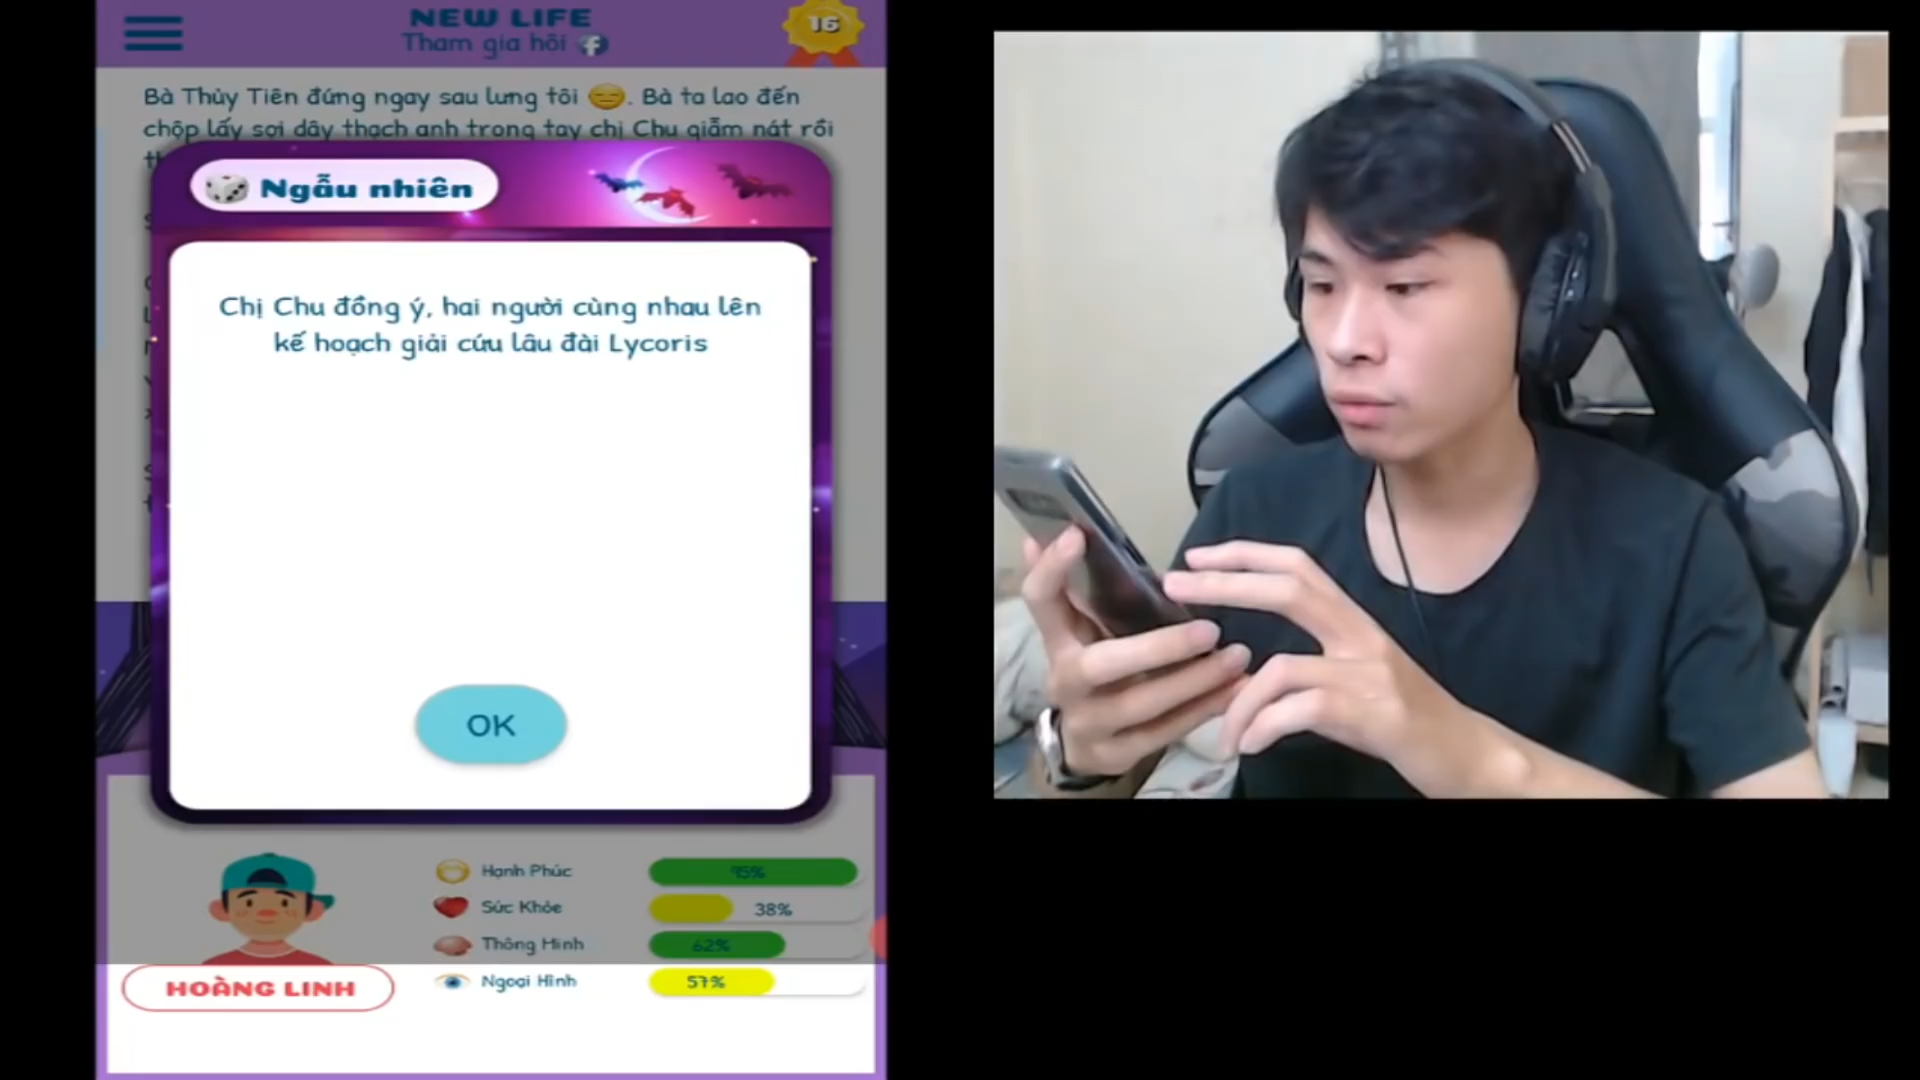 NEW LIFE
Tham gia hội
16
Bà Thủy Tiên đứng ngay sau lưng tôi 😑. Bà ta lao đến
chộp lấy sợi dây thạch anh trong tay chị Chu giẫm nát rồi
Ngẫu nhiên
Chị Chu đồng ý, hai người cùng nhau lên
kế hoạch giải cứu lâu đài Lycoris
OK
Hạnh Phúc 95%
Sức Khỏe 38%
Thông Minh 62%
Ngoại Hình 57%
HOÀNG LINH